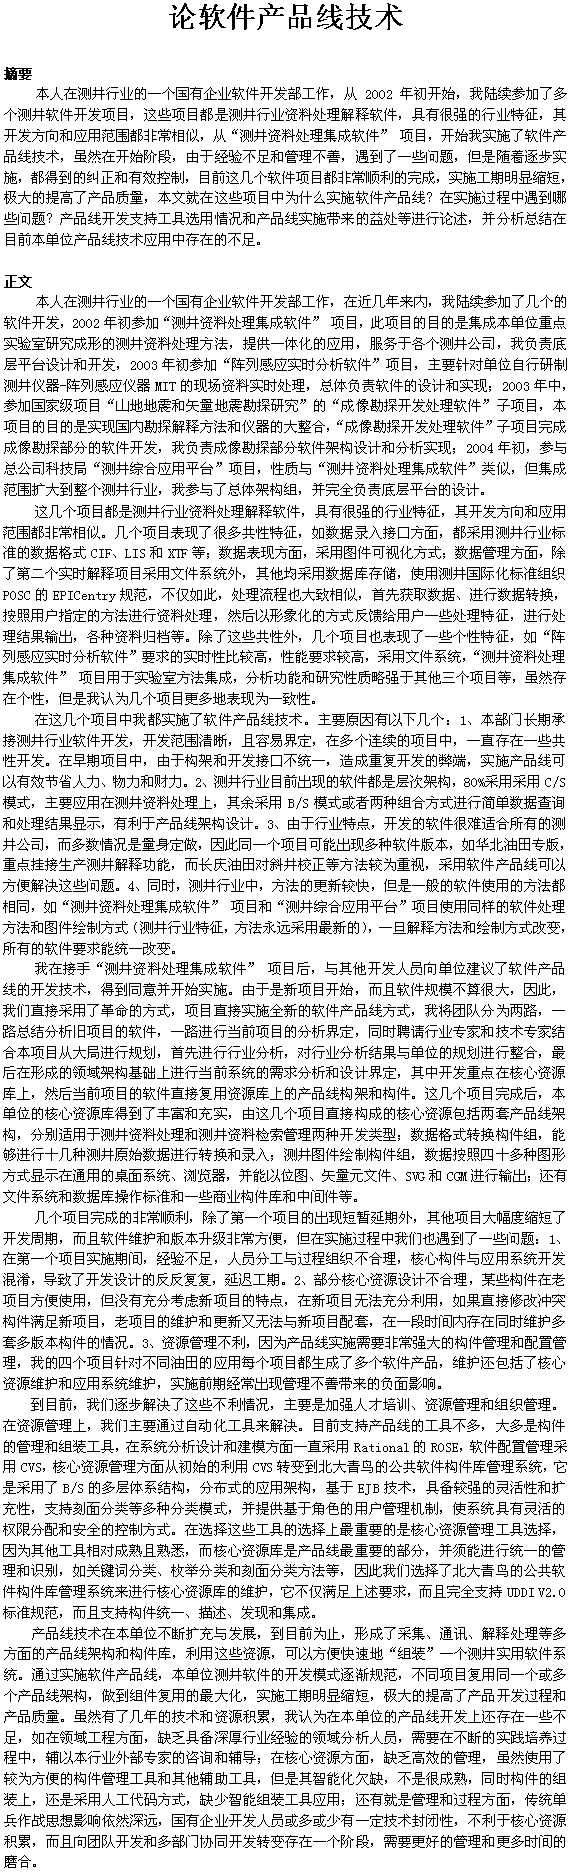 论软件产品线技术
摘要
本人在测井行业的一个国有企业软件开发部工作，从 2002 年初开始，我陆续参加了多
个测井软件开发项目，这些项目都是测井行业资料处理解释软件，具有很强的行业特征，其
开发方向和应用范围都非常相似，从“测井资料处理集成软件” 项目，开始我实施了软件产
品线技术，虽然在开始阶段，由于经验不足和管理不善，遇到了一些问题，但是随着逐步实
施，都得到的纠正和有效控制，目前这几个软件项目都非常顺利的完成，实施工期明显缩短，
极大的提高了产品质量，本文就在这些项目中为什么实施软件产品线？在实施过程中遇到哪
些问题？产品线开发支持工具选用情况和产品线实施带来的益处等进行论述，并分析总结在
目前本单位产品线技术应用中存在的不足。
正文
本人在测井行业的一个国有企业软件开发部工作，在近几年来内，我陆续参加了几个的
软件开发，2002 年初参加“测井资料处理集成软件” 项目，此项目的目的是集成本单位重点
实验室研究成形的测井资料处理方法，提供一体化的应用，服务于各个测井公司，我负责底
层平台设计和开发，2003 年初参加“阵列感应实时分析软件”项目，主要针对单位自行研制
测井仪器-阵列感应仪器 MIT 的现场资料实时处理，总体负责软件的设计和实现；2003 年中，
参加国家级项目“山地地震和矢量地震勘探研究”的“成像勘探开发处理软件”子项目，本
项目的目的是实现国内勘探解释方法和仪器的大整合，“成像勘探开发处理软件”子项目完成
成像勘探部分的软件开发，我负责成像勘探部分软件架构设计和分析实现；2004 年初，参与
总公司科技局“测井综合应用平台”项目，性质与“测井资料处理集成软件”类似，但集成
范围扩大到整个测井行业，我参与了总体架构组，并完全负责底层平台的设计。
这几个项目都是测井行业资料处理解释软件，具有很强的行业特征，其开发方向和应用
范围都非常相似。几个项目表现了很多共性特征，如数据录入接口方面，都采用测井行业标
准的数据格式 CIF、LIS 和 XTF 等；数据表现方面，采用图件可视化方式；数据管理方面，除
了第二个实时解释项目采用文件系统外，其他均采用数据库存储，使用测井国际化标准组织
POSC 的 EPICentry 规范，不仅如此，处理流程也大致相似，首先获取数据、进行数据转换，
按照用户指定的方法进行资料处理，然后以形象化的方式反馈给用户一些处理特征，进行处
理结果输出，各种资料归档等。除了这些共性外，几个项目也表现了一些个性特征，如“阵
列感应实时分析软件”要求的实时性比较高，性能要求较高，采用文件系统，“测井资料处理
集成软件” 项目用于实验室方法集成，分析功能和研究性质略强于其他三个项目等，虽然存
在个性，但是我认为几个项目更多地表现为一致性。
在这几个项目中我都实施了软件产品线技术。主要原因有以下几个：1、本部门长期承
接测井行业软件开发，开发范围清晰，且容易界定，在多个连续的项目中，一直存在一些共
性开发。在早期项目中，由于构架和开发接口不统一，造成重复开发的弊端，实施产品线可
以有效节省人力、物力和财力。2、测井行业目前出现的软件都是层次架构，80%采用采用 C/S
模式，主要应用在测井资料处理上，其余采用 B/S 模式或者两种组合方式进行简单数据查询
和处理结果显示，有利于产品线架构设计。3、由于行业特点，开发的软件很难适合所有的测
井公司，而多数情况是量身定做，因此同一个项目可能出现多种软件版本，如华北油田专版，
重点挂接生产测井解释功能，而长庆油田对斜井校正等方法较为重视，采用软件产品线可以
方便解决这些问题。4、同时，测井行业中，方法的更新较快，但是一般的软件使用的方法都
相同，如“测井资料处理集成软件” 项目和“测井综合应用平台”项目使用同样的软件处理
方法和图件绘制方式（测井行业特征，方法永远采用最新的），一旦解释方法和绘制方式改变，
所有的软件要求能统一改变。
我在接手“测井资料处理集成软件” 项目后，与其他开发人员向单位建议了软件产品
线的开发技术，得到同意并开始实施。由于是新项目开始，而且软件规模不算很大，因此，
我们直接采用了革命的方式，项目直接实施全新的软件产品线方式，我将团队分为两路，一
路总结分析旧项目的软件，一路进行当前项目的分析界定，同时聘请行业专家和技术专家结
合本项目从大局进行规划，首先进行行业分析，对行业分析结果与单位的规划进行整合，最
后在形成的领域架构基础上进行当前系统的需求分析和设计界定，其中开发重点在核心资源
库上，然后当前项目的软件直接复用资源库上的产品线构架和构件。这几个项目完成后，本
单位的核心资源库得到了丰富和充实，由这几个项目直接构成的核心资源包括两套产品线架
构，分别适用于测井资料处理和测井资料检索管理两种开发类型；数据格式转换构件组，能
够进行十几种测井原始数据进行转换和录入；测井图件绘制构件组，数据按照四十多种图形
方式显示在通用的桌面系统、浏览器，并能以位图、矢量元文件、SVG 和 CGM 进行输出；还有
文件系统和数据库操作标准和一些商业构件库和中间件等。
几个项目完成的非常顺利，除了第一个项目的出现短暂延期外，其他项目大幅度缩短了
开发周期，而且软件维护和版本升级非常方便，但在实施过程中我们也遇到了一些问题：1、
在第一个项目实施期间，经验不足，人员分工与过程组织不合理，核心构件与应用系统开发
混淆，导致了开发设计的反反复复，延迟工期。2、部分核心资源设计不合理，某些构件在老
项目方便使用，但没有充分考虑新项目的特点，在新项目无法充分利用，如果直接修改冲突
构件满足新项目，老项目的维护和更新又无法与新项目配套，在一段时间内存在同时维护多
套多版本构件的情况。3、资源管理不利，因为产品线实施需要非常强大的构件管理和配置管
理，我的四个项目针对不同油田的应用每个项目都生成了多个软件产品，维护还包括了核心
资源维护和应用系统维护，实施前期经常出现管理不善带来的负面影响。
到目前，我们逐步解决了这些不利情况，主要是加强人才培训、资源管理和组织管理。
在资源管理上，我们主要通过自动化工具来解决。目前支持产品线的工具不多，大多是构件
的管理和组装工具，在系统分析设计和建模方面一直采用 Rational 的 ROSE，软件配置管理采
用 CVS，核心资源管理方面从初始的利用 CVS 转变到北大青鸟的公共软件构件库管理系统，它
是采用了 B/S 的多层体系结构，分布式的应用架构，基于 EJB 技术，具备较强的灵活性和扩
充性，支持刻面分类等多种分类模式，并提供基于角色的用户管理机制，使系统具有灵活的
权限分配和安全的控制方式。在选择这些工具的选择上最重要的是核心资源管理工具选择，
因为其他工具相对成熟且熟悉，而核心资源库是产品线最重要的部分，并须能进行统一的管
理和识别，如关键词分类、枚举分类和刻面分类方法等，因此我们选择了北大青鸟的公共软
件构件库管理系统来进行核心资源库的维护，它不仅满足上述要求，而且完全支持 UDDI V2.0
标准规范，而且支持构件统一、描述、发现和集成。
产品线技术在本单位不断扩充与发展，到目前为止，形成了采集、通讯、解释处理等多
方面的产品线架构和构件库，利用这些资源，可以方便快速地“组装”一个测井实用软件
系统。通过实施软件产品线，本单位测井软件的开发模式逐渐规范，不同项目复用同一个或多
个产品线架构，做到组件复用的最大化，实施工期明显缩短，极大的提高了产品开发过程和
产品质量。虽然有了几年的技术和资源积累，我认为在本单位的产品线开发上还存在一些不
足，如在领域工程方面，缺乏具备深厚行业经验的领域分析人员，需要在不断的实践培养过
程中，辅以本行业外部专家的咨询和辅导；在核心资源方面，缺乏高效的管理，虽然使用了
较为方便的构件管理工具和其他辅助工具，但是其智能化欠缺，不是很成熟，同时构件的组
装上，还是采用人工代码方式，缺少智能组装工具应用；还有就是管理和过程方面，传统单
兵作战思想影响依然深远，国有企业开发人员或多或少有一定技术封闭性，不利于核心资源
积累，而且向团队开发和多部门协同开发转变存在一个阶段，需要更好的管理和更多时间的
磨合。